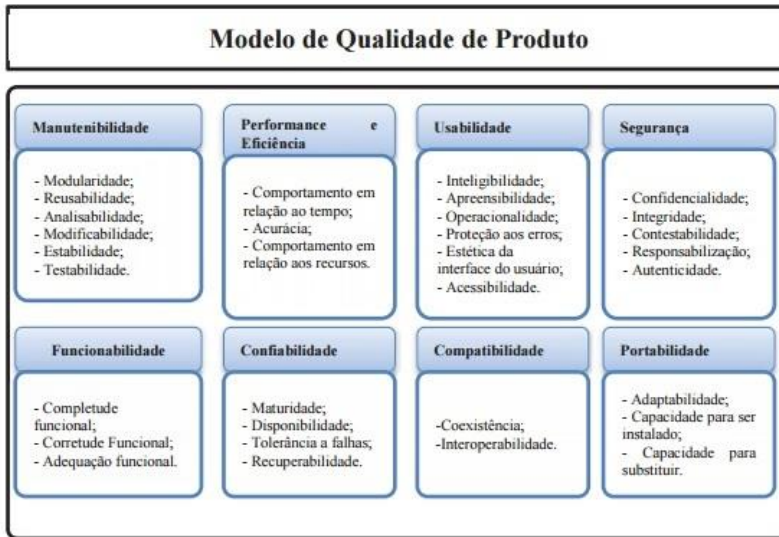 Modelo de Qualidade de Produto
Manutenibilidade
- Modularidade;
- Reusabilidade;
- Analisabilidade;
- Modificabilidade;
- Estabilidade;
- Testabilidade.
Performance e
Eficiência
- Comportamento em
relação ao tempo;
- Acurácia;
- Comportamento em
relação aos recursos.
Usabilidade
- Inteligibilidade;
- Apreensibilidade;
- Operacionalidade;
- Proteção aos erros;
- Estética da
interface do usuário;
- Acessibilidade.
Segurança
- Confidencialidade;
- Integridade;
- Contestabilidade;
- Responsabilização;
- Autenticidade.
Funcionabilidade
- Completude
funcional;
- Corretude Funcional;
- Adequação funcional.
Confiabilidade
- Maturidade;
- Disponibilidade;
- Tolerância a falhas;
- Recuperabilidade.
Compatibilidade
-Coexistência;
-Interoperabilidade.
Portabilidade
- Adaptabilidade;
- Capacidade para ser
instalado;
- Capacidade para
substituir.